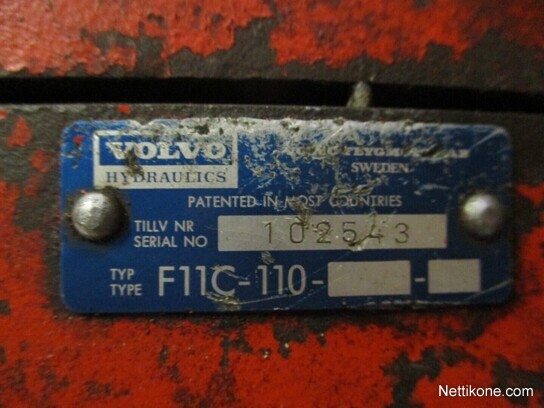 VOLVO
HYDRAULICS
SWEDEN
PATENTED IN MOST COUNTRIES
TILLV NR
SERIAL NO
102543
TYP
TYPE
F11C-110-   -
Nettikone.com